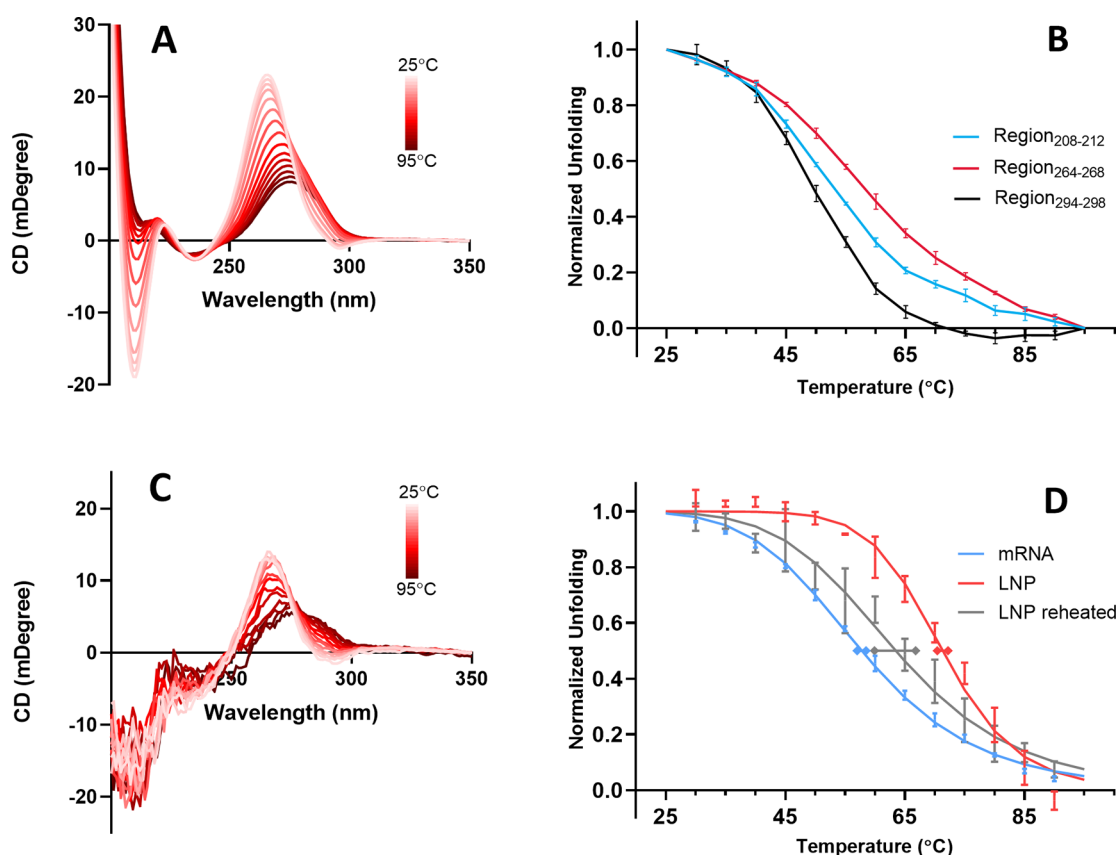 A
30
20
10
0
-10
-20
CD (mDegree)
25°C
95°C
250
300
350
Wavelength (nm)
B
1.0
0.8
0.6
0.4
0.2
0.0
Normalized Unfolding
Region208-212
Region264-268
Region294-298
25
45
65
85
Temperature (°C)
C
20
10
0
-10
-20
CD (mDegree)
25°C
95°C
250
300
350
Wavelength (nm)
D
1.0
0.8
0.6
0.4
0.2
0.0
Normalized Unfolding
mRNA
LNP
LNP reheated
25
45
65
85
Temperature (°C)